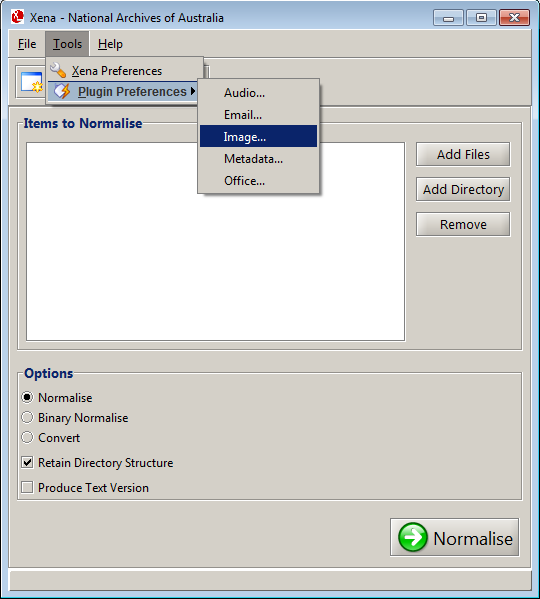 Xena - National Archives of Australia
File Tools Help
Xena Preferences
Plugin Preferences
Audio...
Email...
Image...
Metadata...
Office...
Items to Normalise
Add Files
Add Directory
Remove
Options
Normalise
Binary Normalise
Convert
Retain Directory Structure
Produce Text Version
Normalise